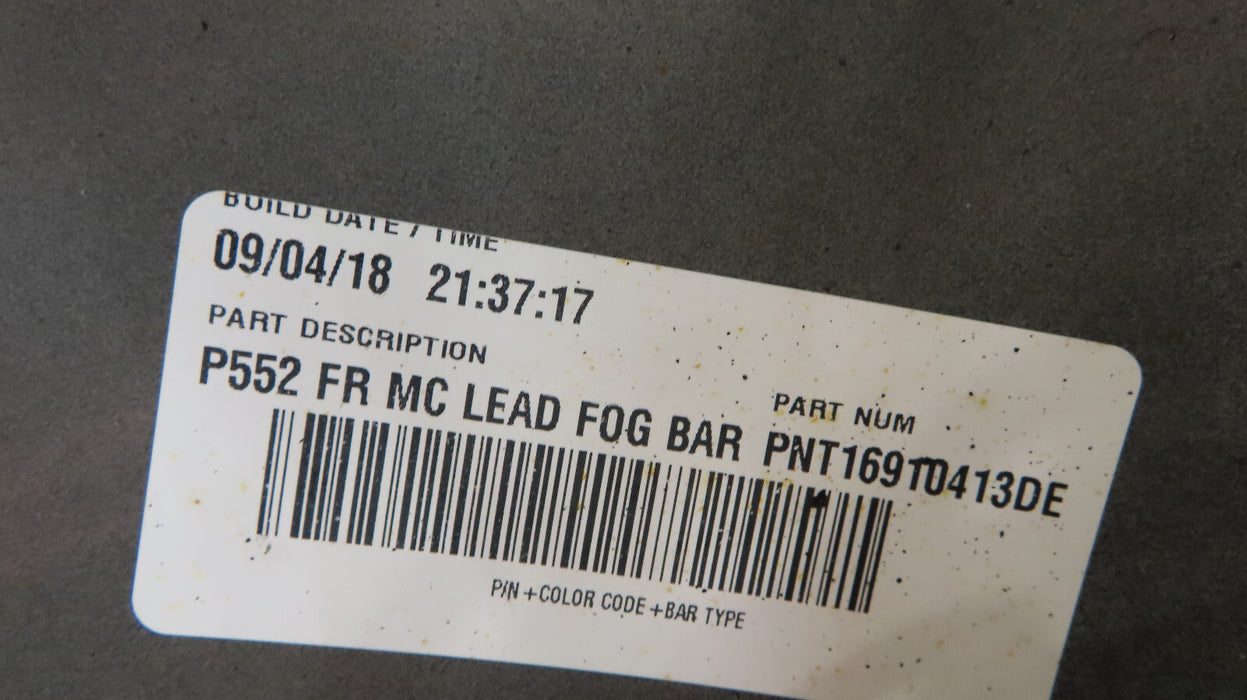 BUILD DATE / TIME
09/04/18 21:37:17
PART DESCRIPTION
PART NUM
P552 FR MC LEAD FOG BAR PNT16910413DE
P/N+COLOR CODE+BAR TYPE